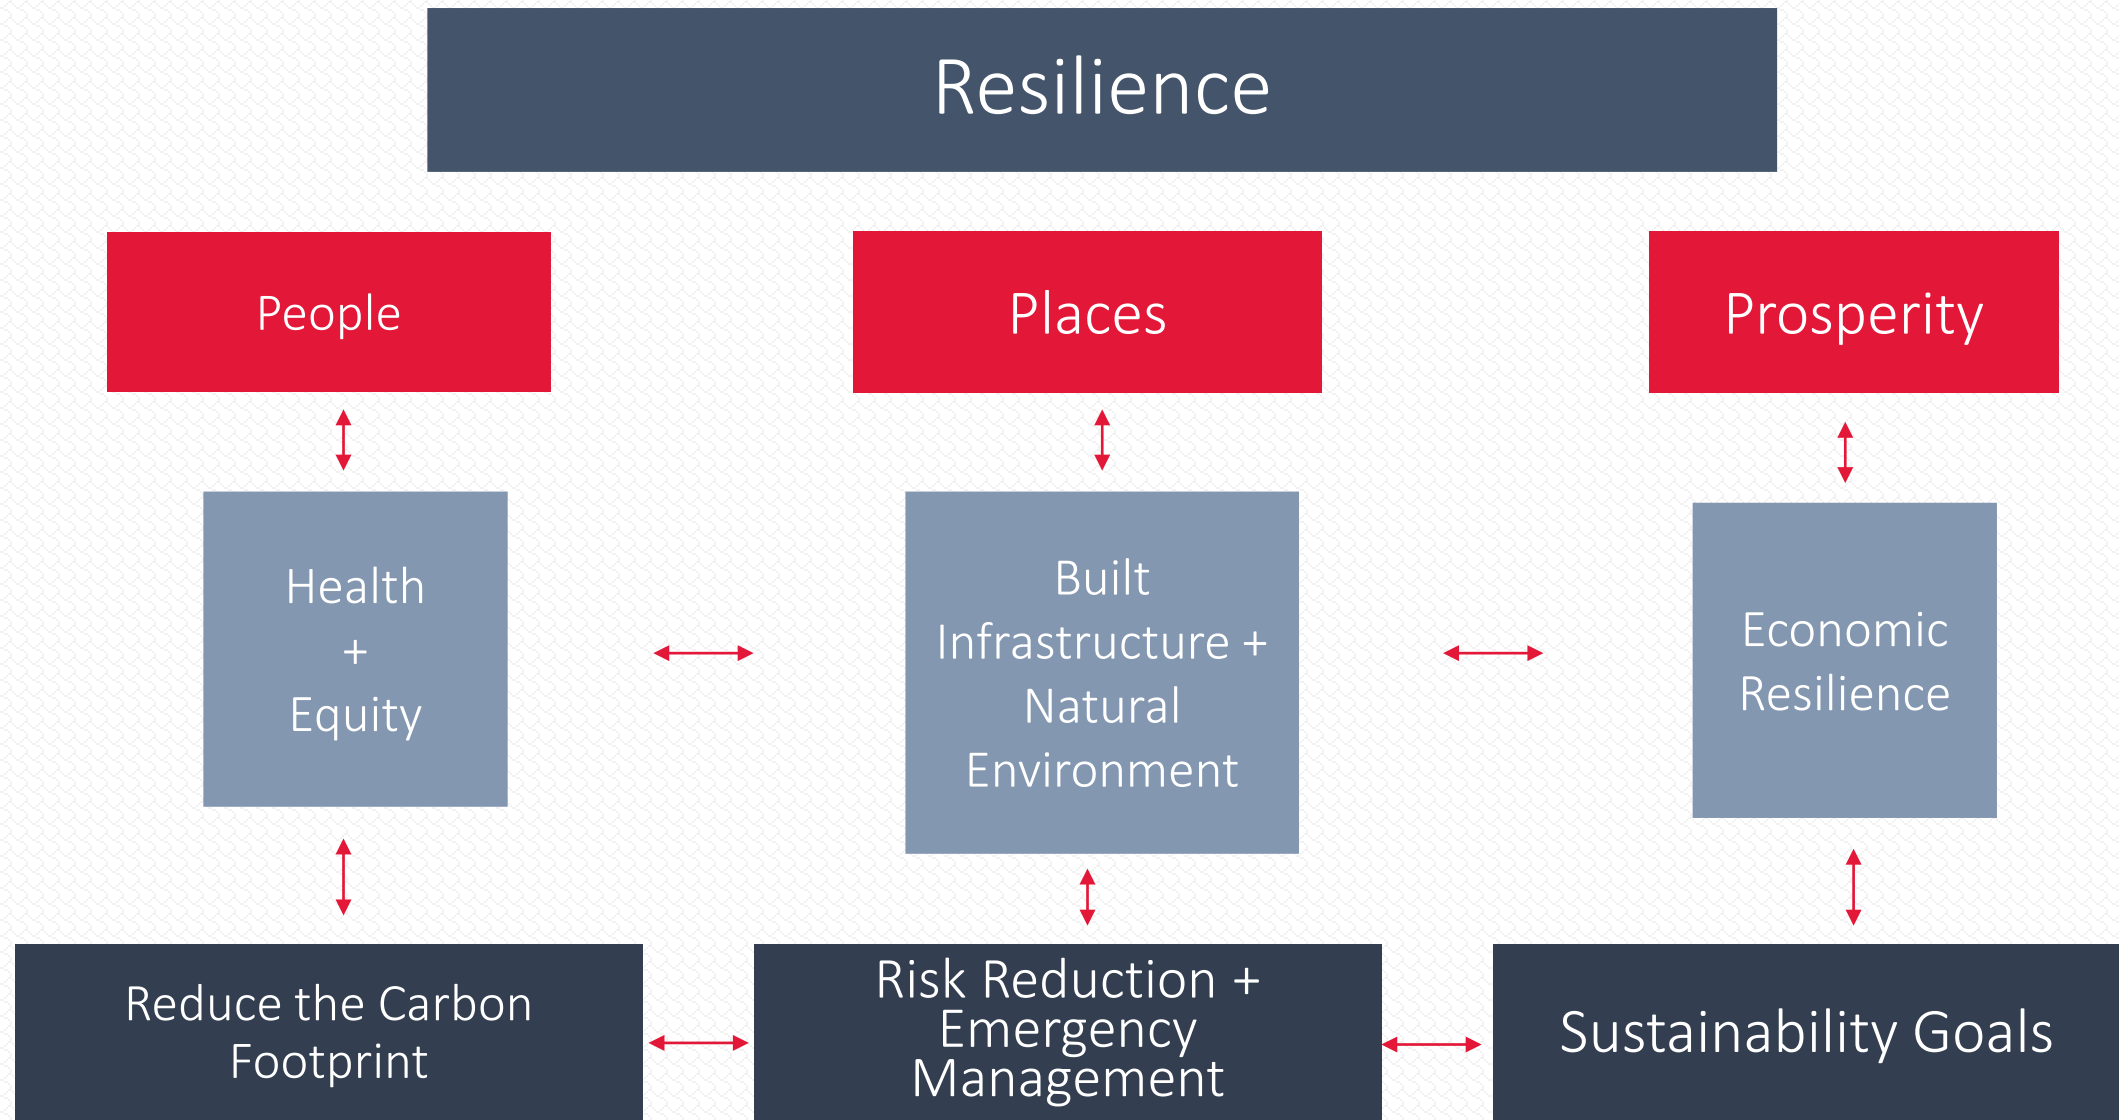 Resilience
People
Places
Prosperity
Health
+
Equity
Built
Infrastructure +
Natural
Environment
Economic
Resilience
Reduce the Carbon
Footprint
Risk Reduction +
Emergency
Management
Sustainability Goals